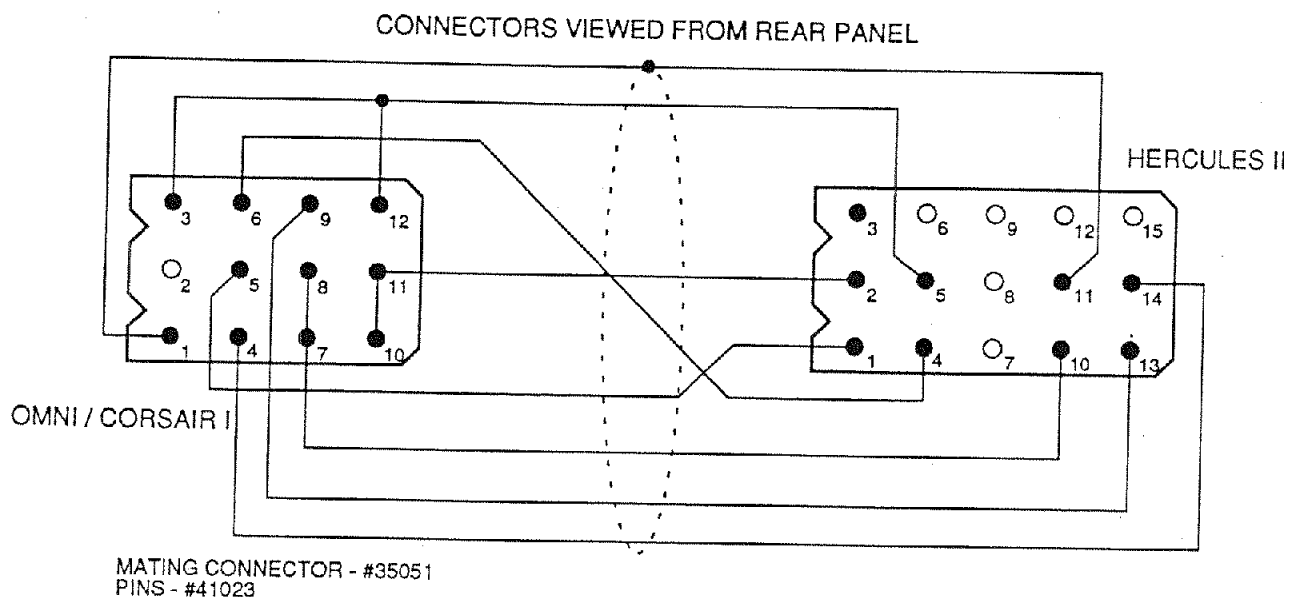 CONNECTORS VIEWED FROM REAR PANEL
HERCULES II
3 6 9 12
2 5 8 11
1 4 7 10
3 6 9 12 15
2 5 8 11 14
1 4 7 10 13
OMNI / CORSAIR I
MATING CONNECTOR - #35051
PINS - #41023